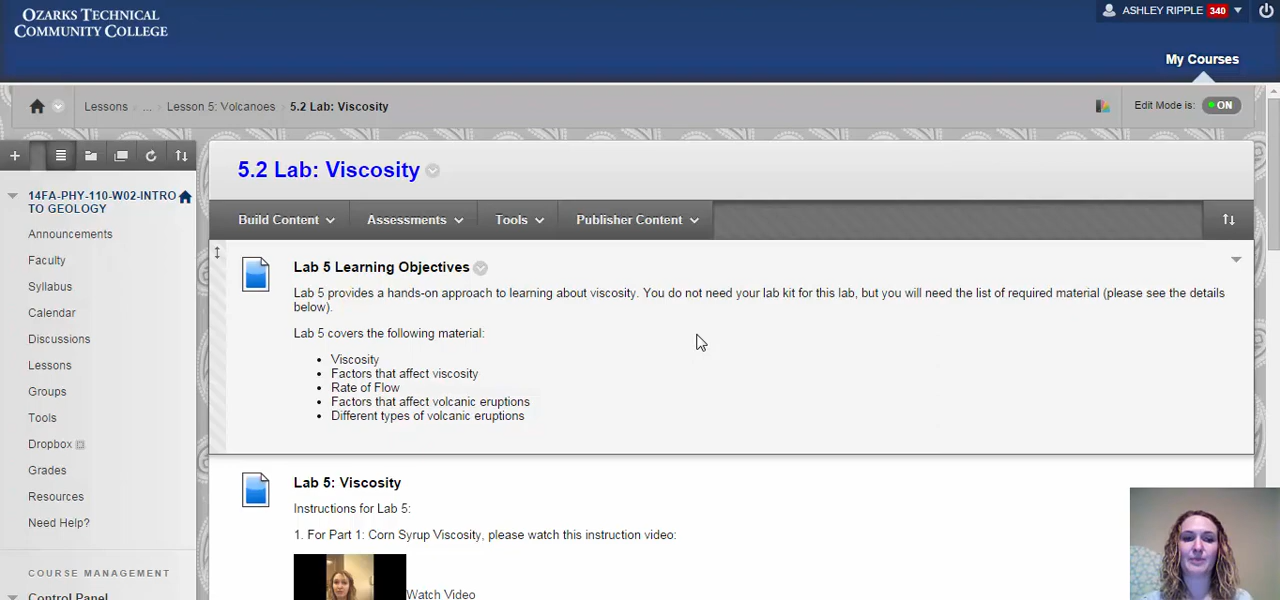 OZARKS TECHNICAL
COMMUNITY COLLEGE
ASHLEY RIPPLE 340
My Courses
Lessons ... Lesson 5: Volcanoes 5.2 Lab: Viscosity
Edit Mode is: ON
5.2 Lab: Viscosity
14FA-PHY-110-W02-INTRO
TO GEOLOGY
Announcements
Faculty
Syllabus
Calendar
Discussions
Lessons
Groups
Tools
Dropbox
Grades
Resources
Need Help?
COURSE MANAGEMENT
Control Panel
Build Content Assessments Tools Publisher Content
Lab 5 Learning Objectives
Lab 5 provides a hands-on approach to learning about viscosity. You do not need your lab kit for this lab, but you will need the list of required material (please see the details
below).
Lab 5 covers the following material:
• Viscosity
• Factors that affect viscosity
• Rate of Flow
• Factors that affect volcanic eruptions
• Different types of volcanic eruptions
Lab 5: Viscosity
Instructions for Lab 5:
1. For Part 1: Corn Syrup Viscosity, please watch this instruction video:
Watch Video